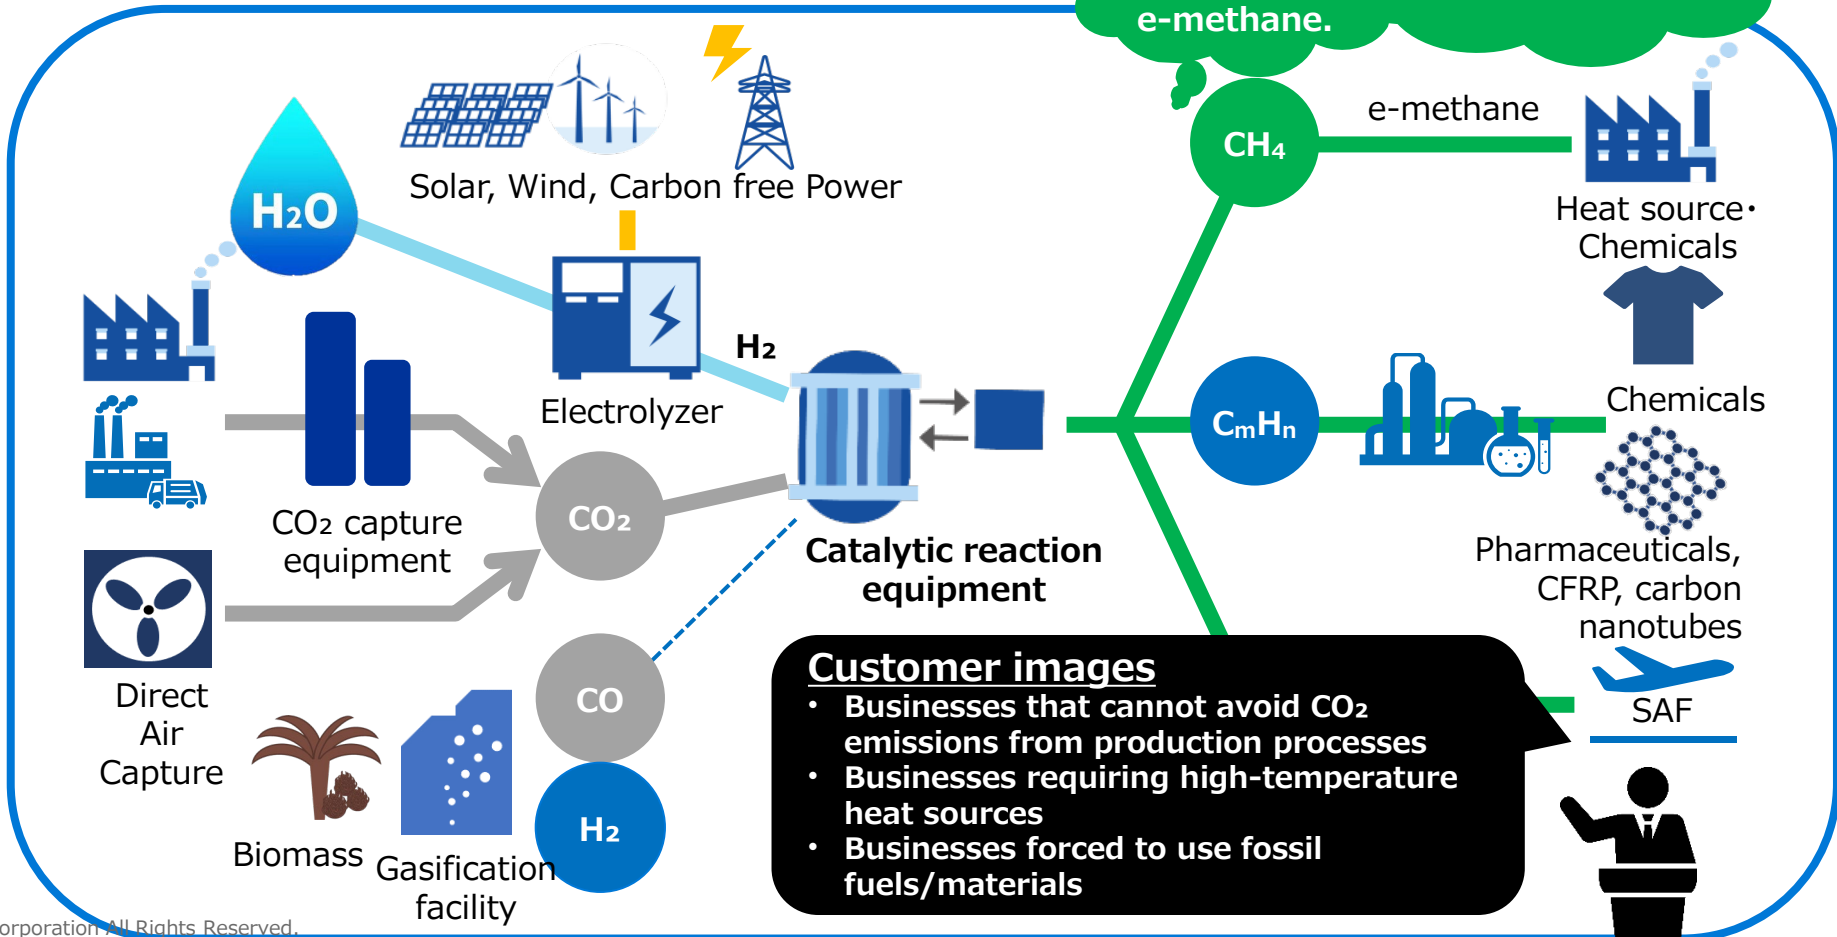 e-methane.
CH₄
e-methane
Heat source・
Chemicals
Solar, Wind, Carbon free Power
H₂O
H₂
Electrolyzer
CO₂ capture
equipment
CO₂
Catalytic reaction
equipment
CₘHₙ
Chemicals
Pharmaceuticals,
CFRP, carbon
nanotubes
SAF
Direct
Air
Capture
Biomass
Gasification
facility
CO
H₂
Customer images
・ Businesses that cannot avoid CO₂
emissions from production processes
・ Businesses requiring high-temperature
heat sources
・ Businesses forced to use fossil
fuels/materials
orporation All Rights Reserved.